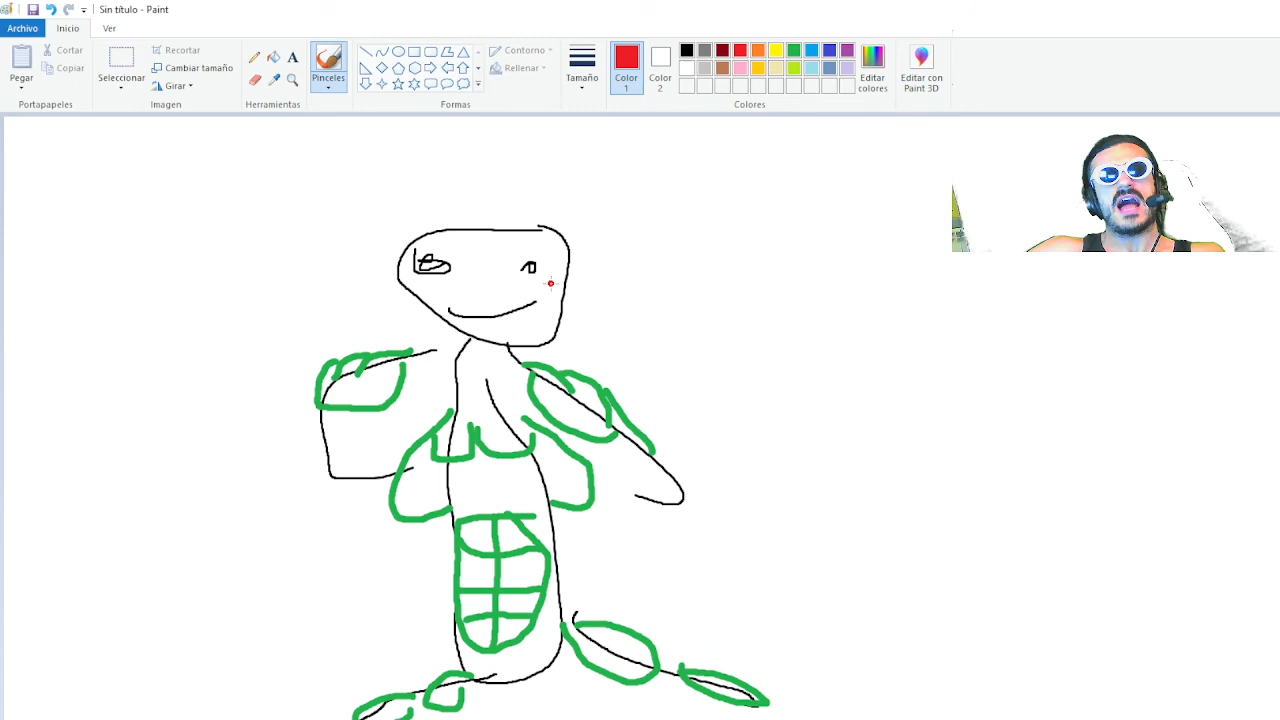 Sin título - Paint
Archivo Inicio Ver
Pegar
Cortar
Copiar
Portapapeles
Seleccionar
Recortar
Cambiar tamaño
Girar
Imagen
A
Herramientas
Pinceles
Contorno
Rellenar
Formas
Tamaño
Color 1
Color 2
Editar colores
Colores
Editar con Paint 3D